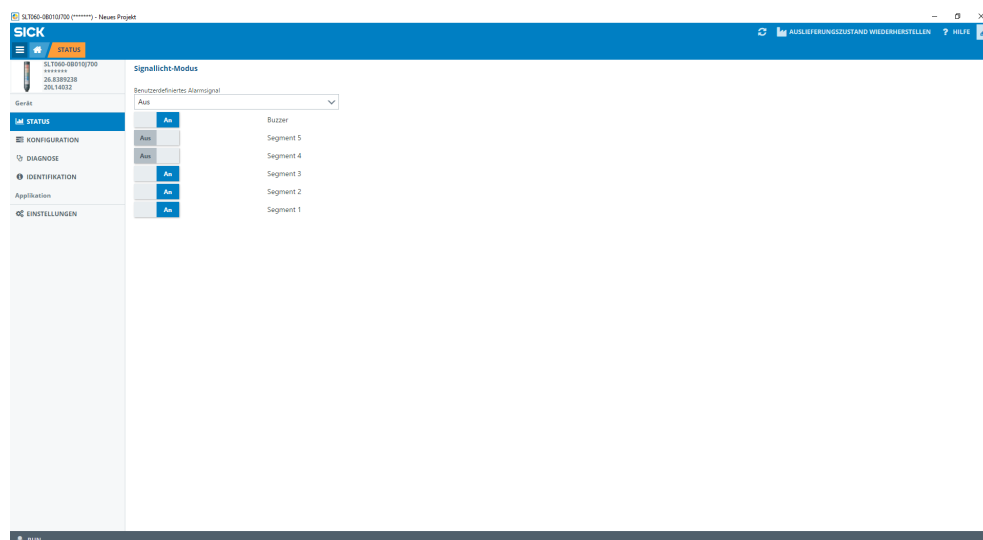 SLT060-0B010J700 (*******) - Neues Projekt
SICK
AUSLIEFERUNGSZUSTAND WIEDERHERSTELLEN ? HILFE
STATUS
SLT060-0B010J700
*******
26.8389238
20L14032
Gerät
STATUS
KONFIGURATION
DIAGNOSE
IDENTIFIKATION
Applikation
EINSTELLUNGEN
Signallicht-Modus
Benutzerdefiniertes Alarmsignal
Aus
An Buzzer
Aus Segment 5
Aus Segment 4
An Segment 3
An Segment 2
An Segment 1
RUN